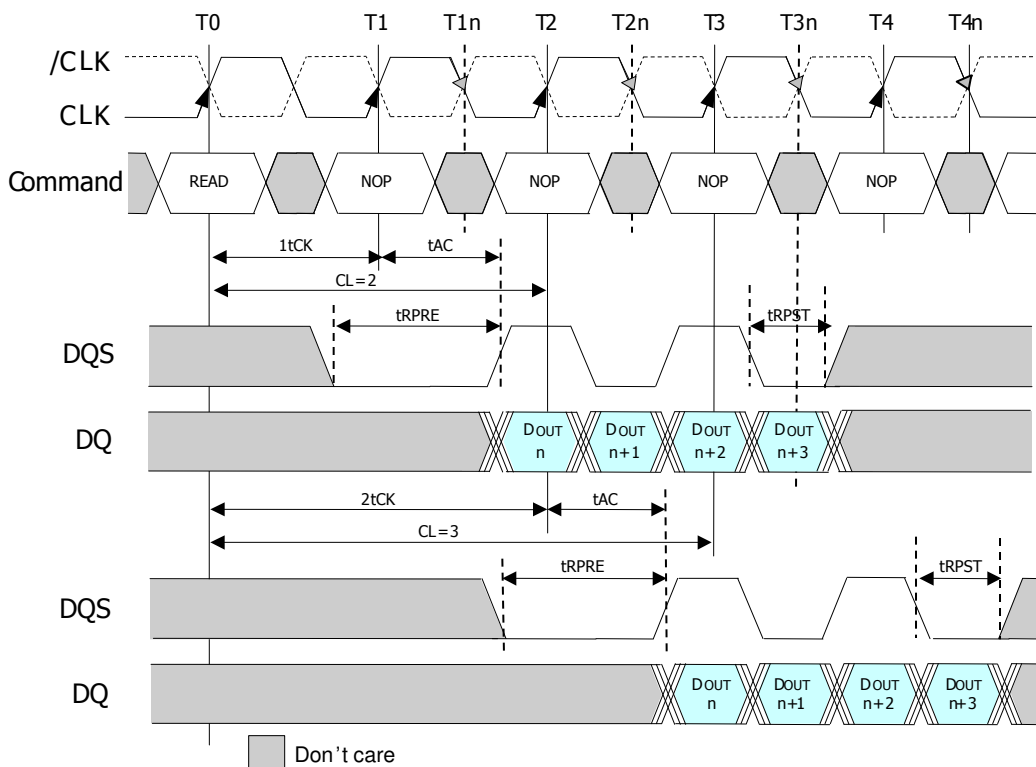 T0 T1 T1n T2 T2n T3 T3n T4 T4n
/CLK
CLK
Command READ NOP NOP NOP NOP
1tCK tAC
CL=2
tRPRE tRPST
DQS
DQ DOUT n DOUT n+1 DOUT n+2 DOUT n+3
2tCK tAC
CL=3
tRPRE tRPST
DQS
DQ DOUT n DOUT n+1 DOUT n+2 DOUT n+3
Don't care